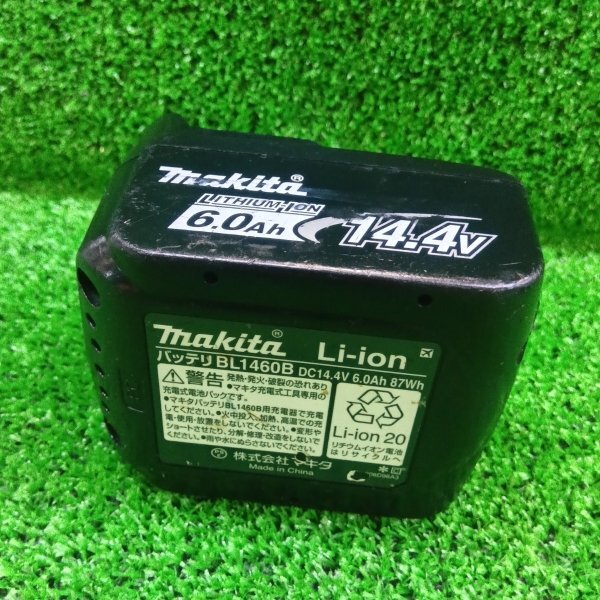 makita®
LITHIUM-ION
6.0Ah
14.4V
makita® Li-ion
バッテリ BL1460B DC14.4V 6.0Ah 87Wh
警告 発熱・発火・破裂の恐れあり
•マキタ充電式工具専用の
充電式電池パックです。
•マキタバッテリBL1460B用充電器で充電
してください。•火中投入、加熱、高温での充
電・使用・放置をしないでください。•変形や
ショートさせたり、分解・修理・改造をしないで
ください。•雨や水にぬらさないでください。
Li-ion 20
リチウムイオン電池
はリサイクルへ
株式会社マキタ
Made in China